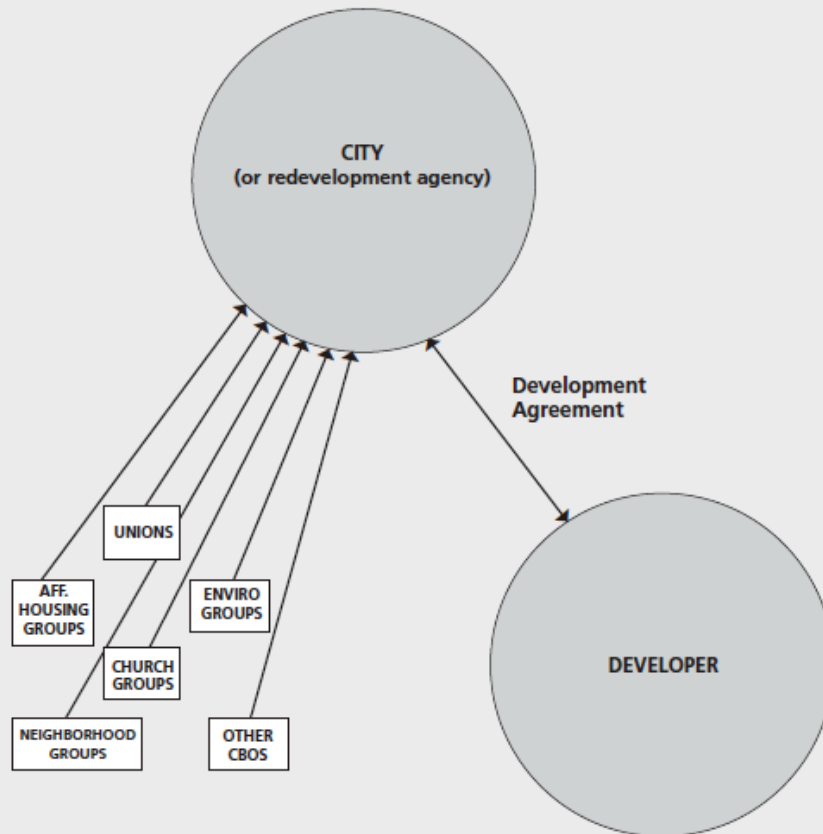 CITY
(or redevelopment agency)
Development
Agreement
UNIONS
AFF.
HOUSING
GROUPS
ENVIRO
GROUPS
CHURCH
GROUPS
DEVELOPER
NEIGHBORHOOD
GROUPS
OTHER
CBOS